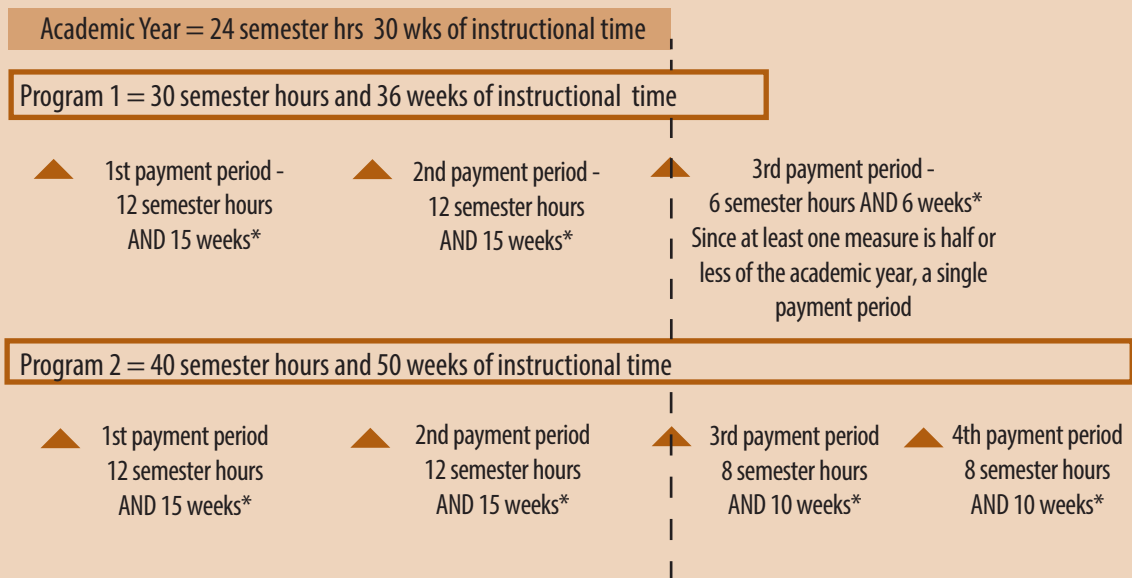 Academic Year = 24 semester hrs 30 wks of instructional time
Program 1 = 30 semester hours and 36 weeks of instructional time
1st payment period -
12 semester hours
AND 15 weeks*
2nd payment period -
12 semester hours
AND 15 weeks*
3rd payment period -
6 semester hours AND 6 weeks*
Since at least one measure is half or
less of the academic year, a single
payment period
Program 2 = 40 semester hours and 50 weeks of instructional time
1st payment period
12 semester hours
AND 15 weeks*
2nd payment period
12 semester hours
AND 15 weeks*
3rd payment period
8 semester hours
AND 10 weeks*
4th payment period
8 semester hours
AND 10 weeks*